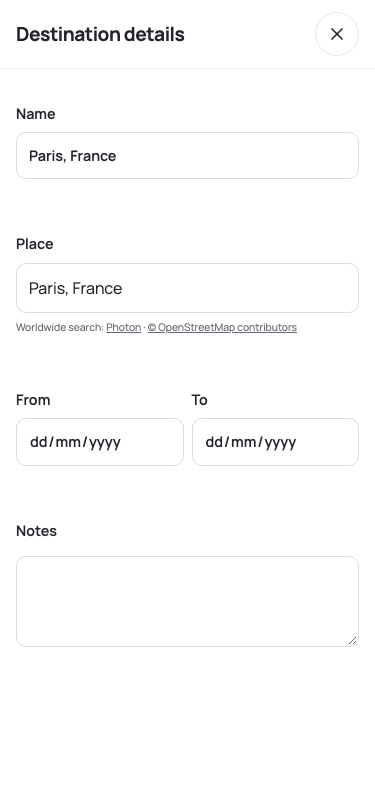 Destination details
Name
Paris, France
Place
Paris, France
Worldwide search: Photon · © OpenStreetMap contributors
From To
dd/mm/yyyy dd/mm/yyyy
Notes